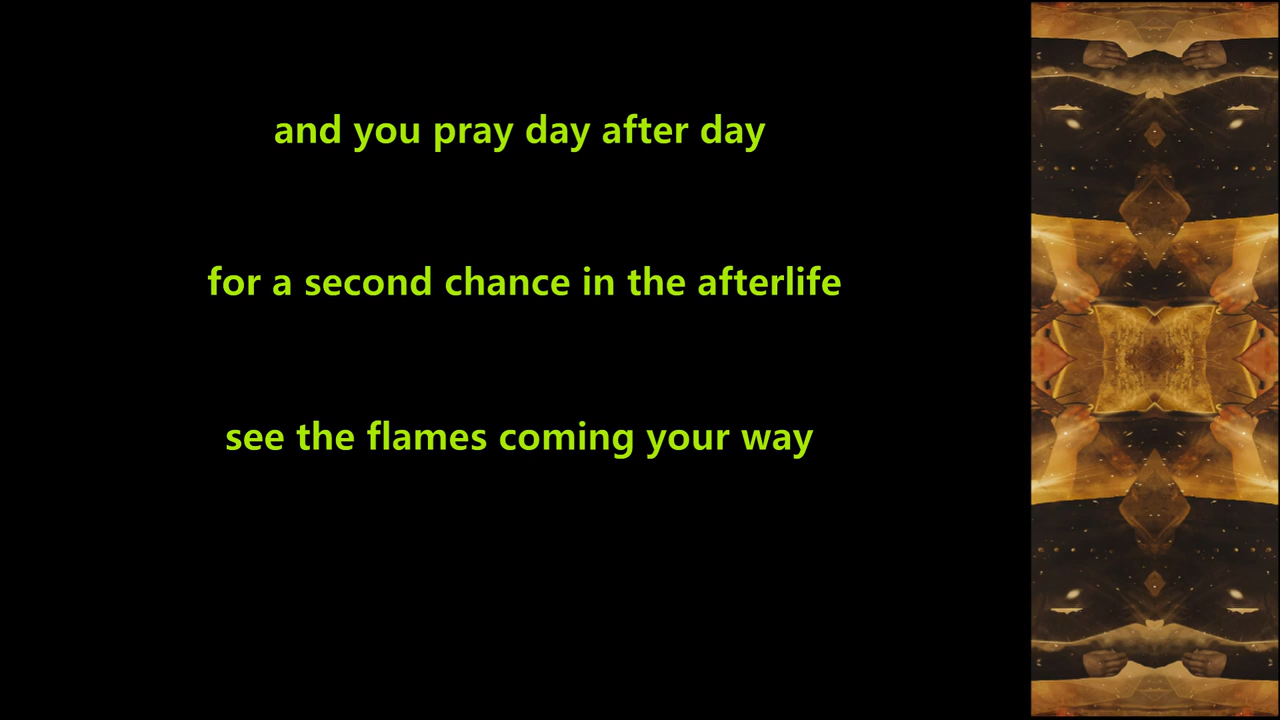 and you pray day after day
for a second chance in the afterlife
see the flames coming your way